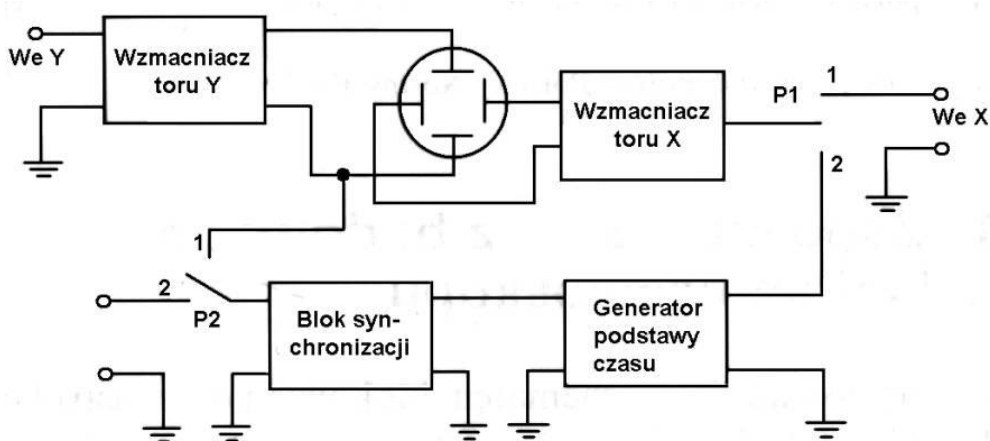 We Y
Wzmacniacz
toru Y
Wzmacniacz
toru X
P1
1
We X
2
1
2
P2
Blok syn-
chronizacji
Generator
podstawy
czasu